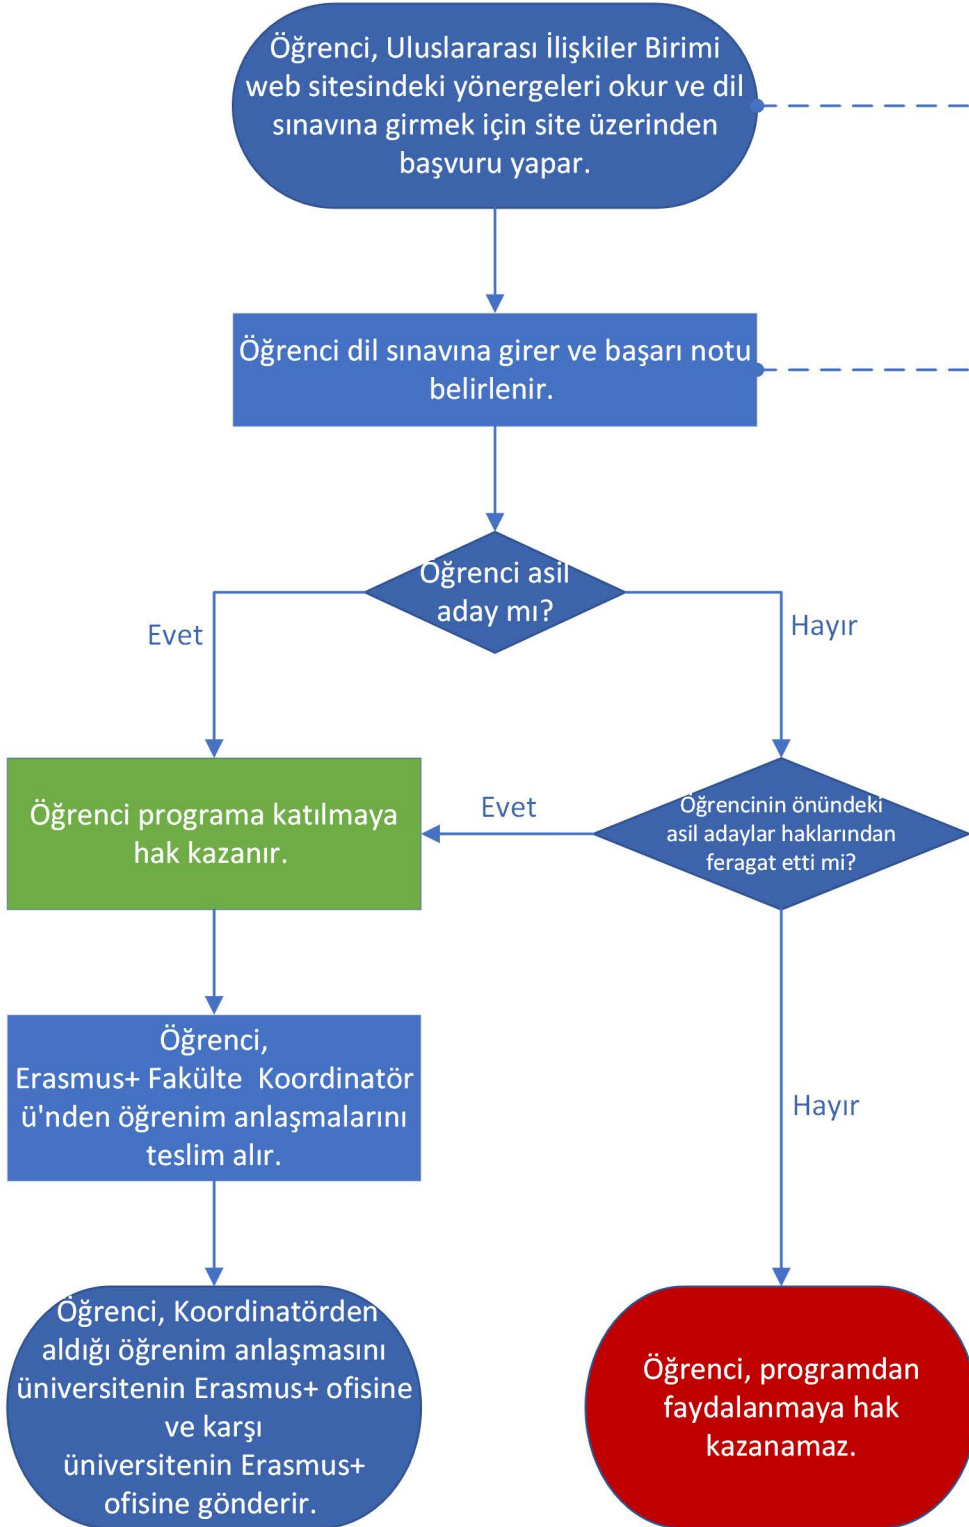 Öğrenci, Uluslararası İlişkiler Birimi
web sitesindeki yönergeleri okur ve dil
sınavına girmek için site üzerinden
başvuru yapar.
Öğrenci dil sınavına girer ve başarı notu
belirlenir.
Öğrenci asil
aday mı?
Evet
Hayır
Öğrenci programa katılmaya
hak kazanır.
Evet
Öğrencinin önündeki
asil adaylar haklarından
feragat etti mi?
Öğrenci,
Erasmus+ Fakülte  Koordinatör
ü'nden öğrenim anlaşmalarını
teslim alır.
Hayır
Öğrenci, Koordinatörden
aldığı öğrenim anlaşmasını
üniversitenin Erasmus+ ofisine
ve karşı
üniversitenin Erasmus+
ofisine gönderir.
Öğrenci, programdan
faydalanmaya hak
kazanamaz.